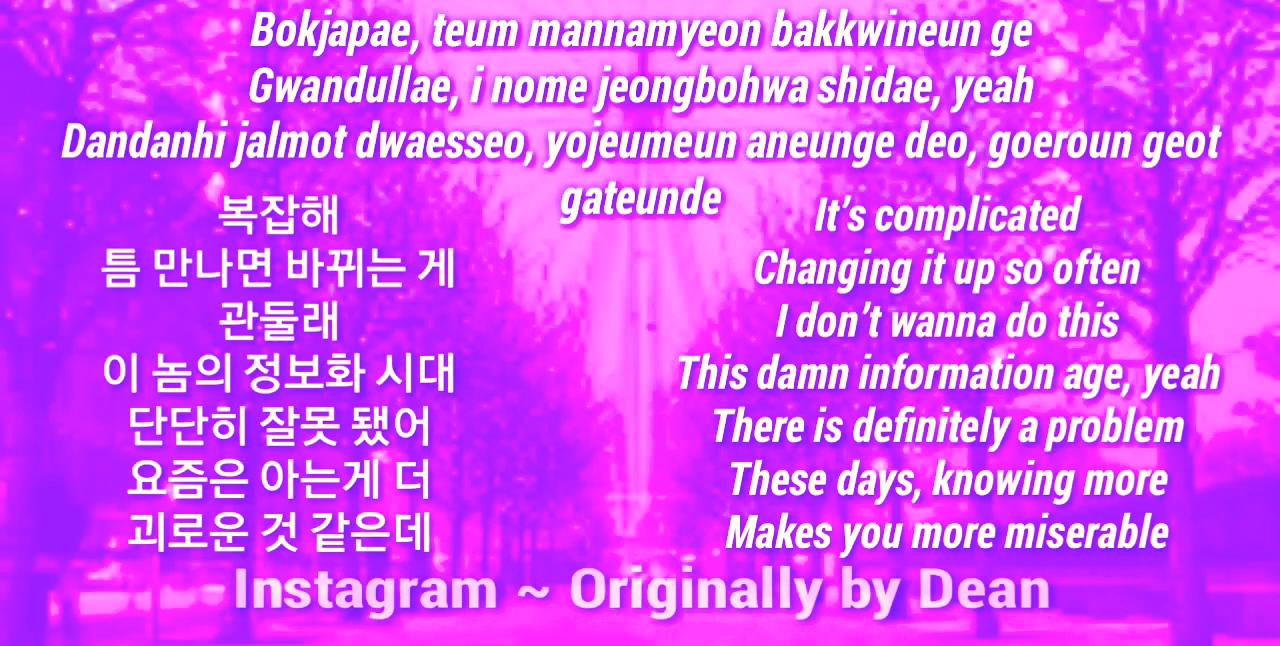 Bokjapae, teum mannamyeon bakkwineun ge
Gwandullae, i nome jeongbohwa shidae, yeah
Dandanhi jalmot dwaesseo, yojeumeun aneunge deo, goeroun geot
gateunde
복잡해
틈 만나면 바뀌는 게
관둘래
이 놈의 정보화 시대
단단히 잘못 됐어
요즘은 아는게 더
괴로운 것 같은데
It’s complicated
Changing it up so often
I don’t wanna do this
This damn information age, yeah
There is definitely a problem
These days, knowing more
Makes you more miserable
Instagram ~ Originally by Dean